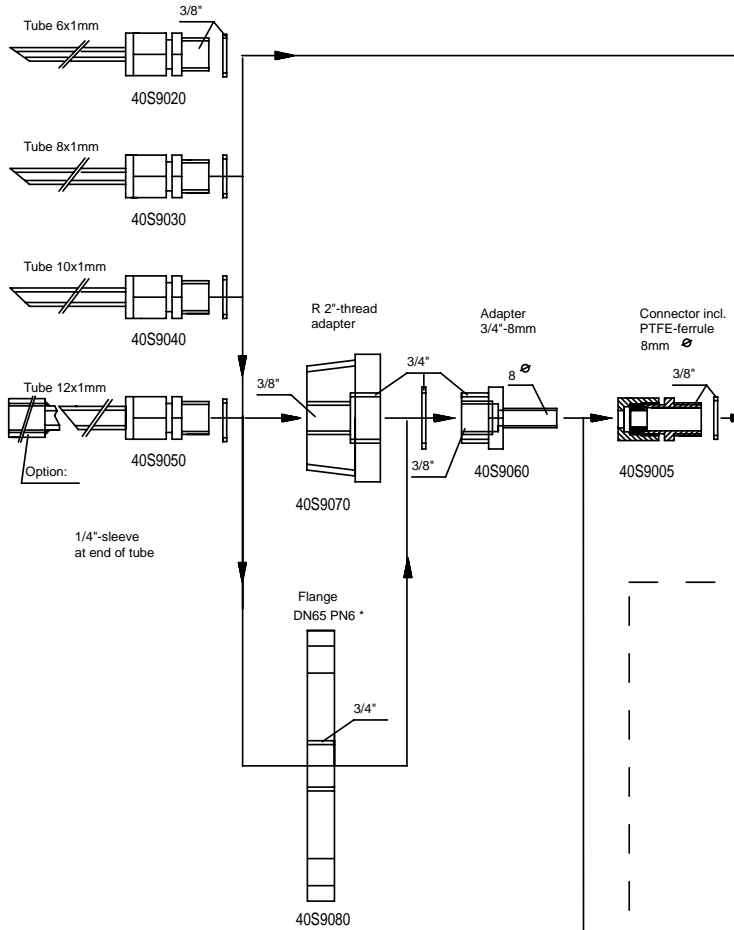 Tube 6x1mm
3/8"
40S9020
Tube 8x1mm
40S9030
Tube 10x1mm
40S9040
Tube 12x1mm
40S9050
Option:
1/4"-sleeve
at end of tube
R 2"-thread
adapter
3/8"
3/4"
40S9070
Adapter
3/4"-8mm
8 ø
3/8"
40S9060
Connector incl.
PTFE-ferrule
8mm ø
3/8"
40S9005
Flange
DN65 PN6 *
3/4"
40S9080